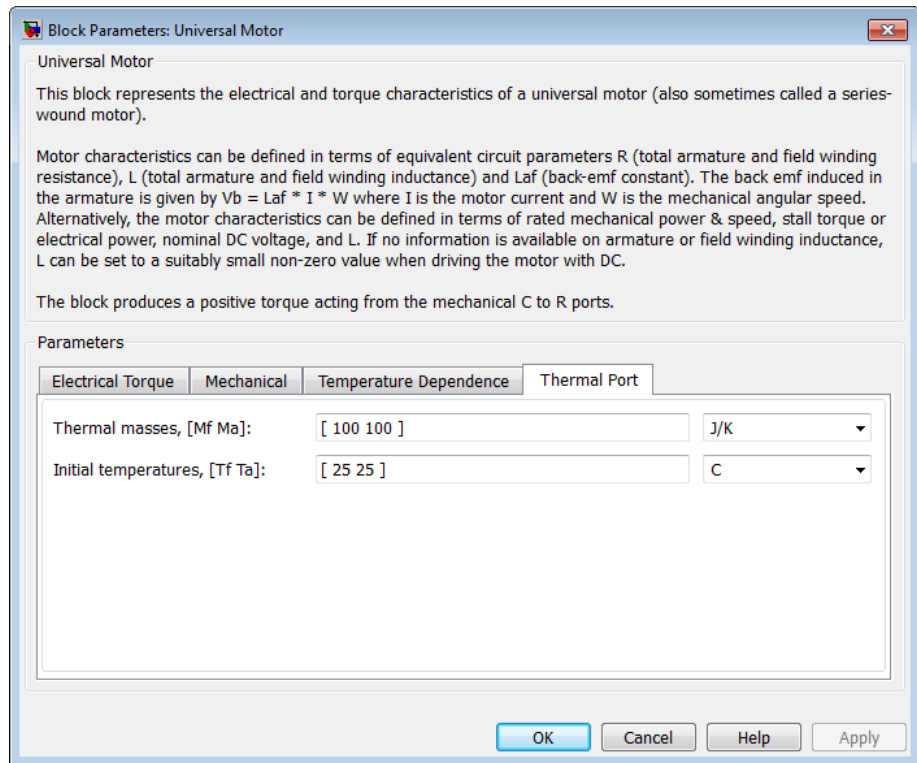 Block Parameters: Universal Motor
Universal Motor
This block represents the electrical and torque characteristics of a universal motor (also sometimes called a series-
wound motor).
Motor characteristics can be defined in terms of equivalent circuit parameters R (total armature and field winding
resistance), L (total armature and field winding inductance) and Laf (back-emf constant). The back emf induced in
the armature is given by Vb = Laf * I * W where I is the motor current and W is the mechanical angular speed.
Alternatively, the motor characteristics can be defined in terms of rated mechanical power & speed, stall torque or
electrical power, nominal DC voltage, and L. If no information is available on armature or field winding inductance,
L can be set to a suitably small non-zero value when driving the motor with DC.
The block produces a positive torque acting from the mechanical C to R ports.
Parameters
Electrical Torque Mechanical Temperature Dependence Thermal Port
Thermal masses, [Mf Ma]: [ 100 100 ] J/K
Initial temperatures, [Tf Ta]: [ 25 25 ] C
OK Cancel Help Apply